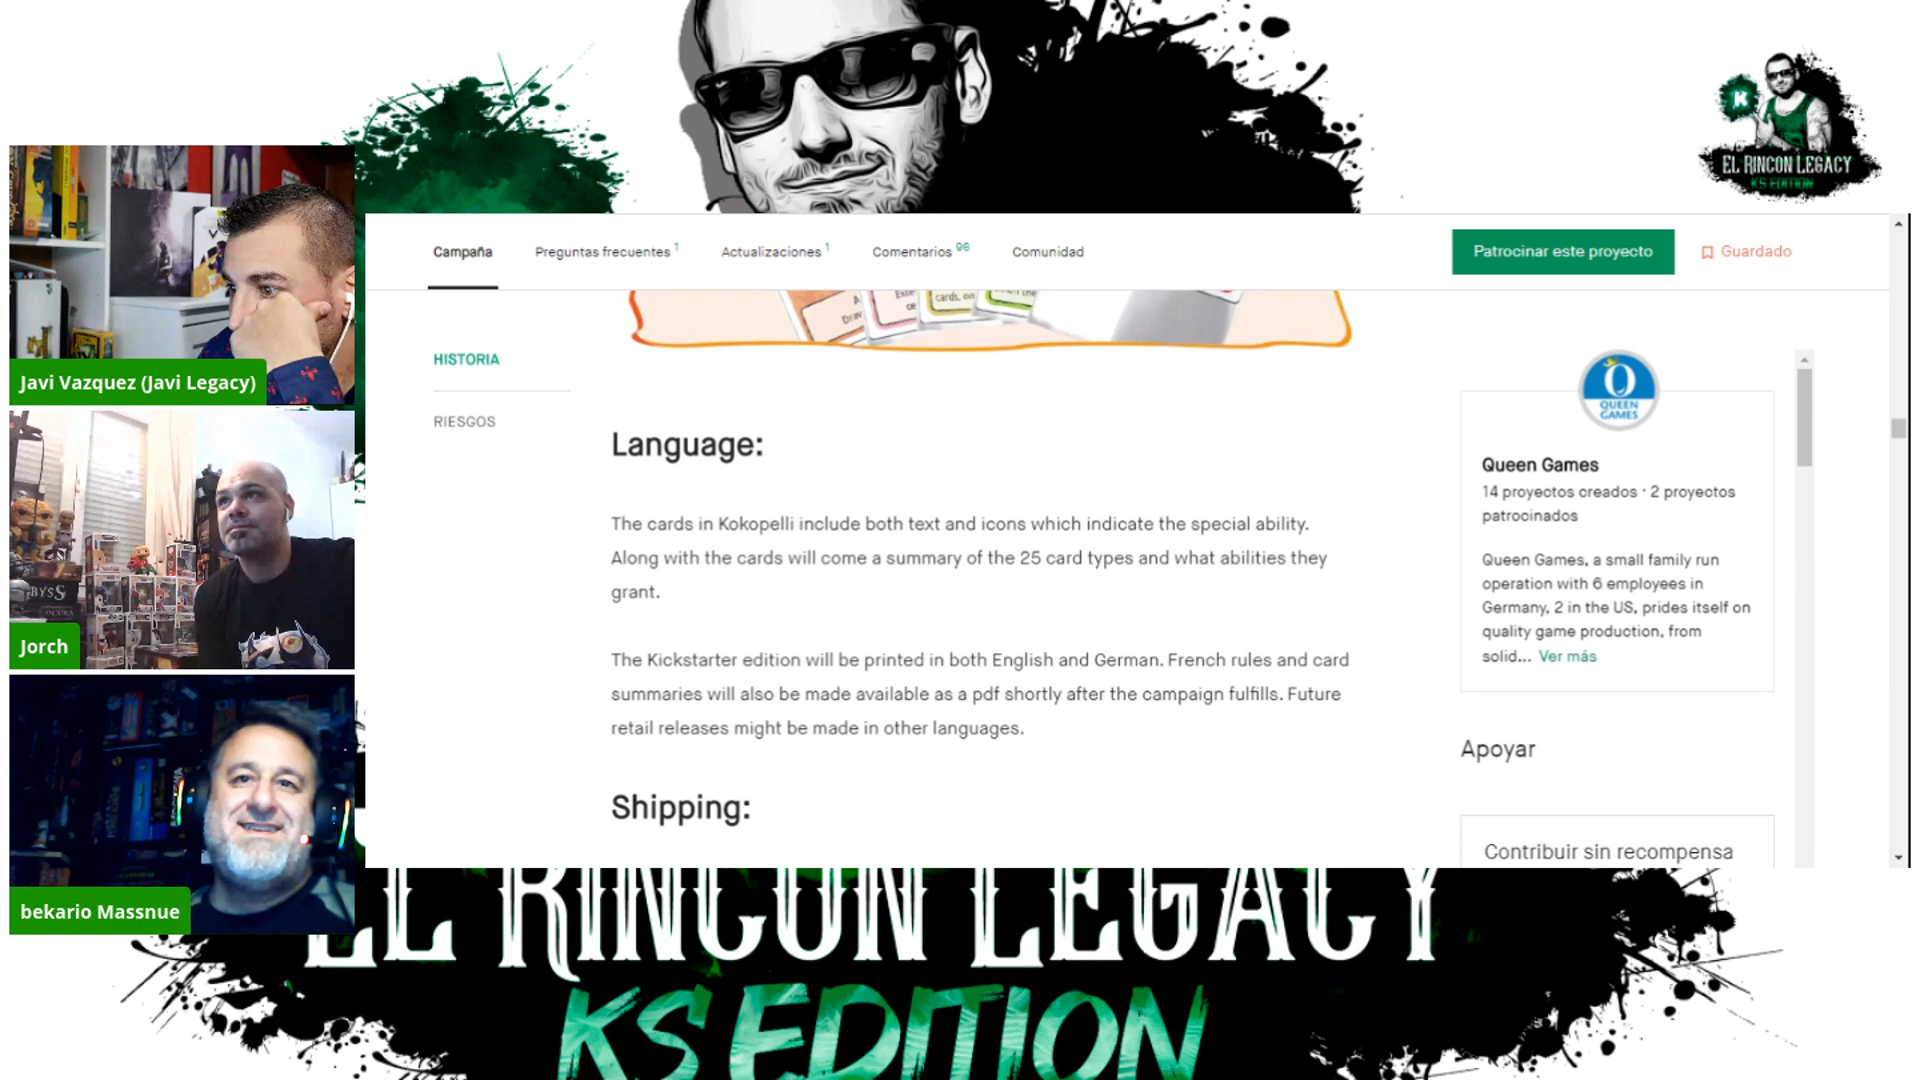 EL RINCON LEGACY
KS EDITION
Campaña
Preguntas frecuentes 1
Actualizaciones 1
Comentarios 96
Comunidad
Patrocinar este proyecto
Guardado
cards, on
HISTORIA
RIESGOS
Language:
The cards in Kokopelli include both text and icons which indicate the special ability.
Along with the cards will come a summary of the 25 card types and what abilities they
grant.
The Kickstarter edition will be printed in both English and German. French rules and card
summaries will also be made available as a pdf shortly after the campaign fulfills. Future
retail releases might be made in other languages.
Shipping:
QUEEN
GAMES
Queen Games
14 proyectos creados · 2 proyectos
patrocinados
Queen Games, a small family run
operation with 6 employees in
Germany, 2 in the US, prides itself on
quality game production, from
solid... Ver más
Apoyar
Contribuir sin recompensa
Javi Vazquez (Javi Legacy)
Jorch
bekario Massnue
EL RINCON LEGACY
KS EDITION